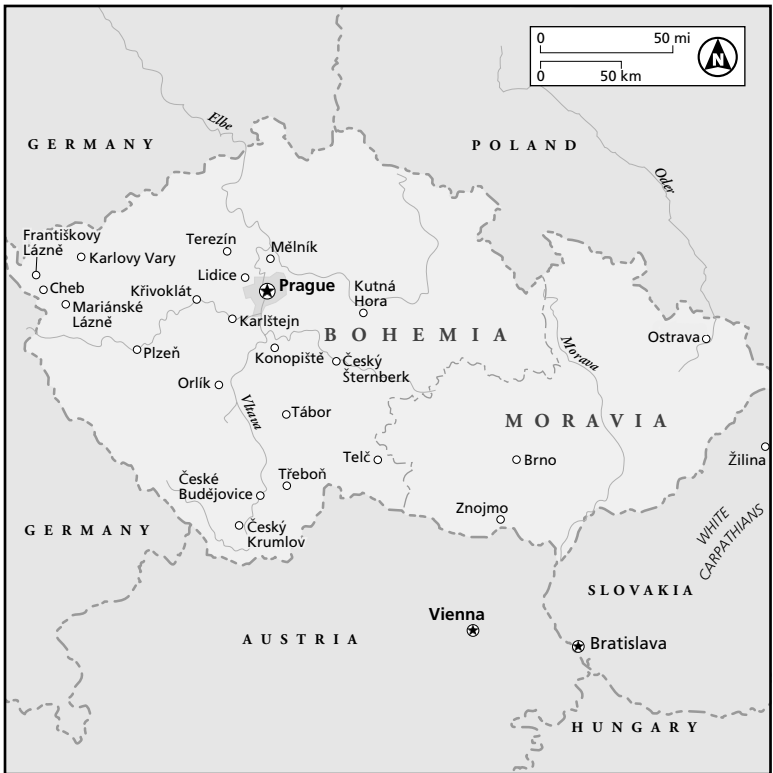 0 50 mi
0 50 km
N
Elbe
GERMANY
POLAND
Oder
Františkovy
Lázně
Karlovy Vary
Terezín
Mělník
Cheb
Lidice
Prague
Mariánské
Lázně
Křivoklát
Kutná
Hora
Karlštejn
BOHEMIA
Plzeň
Konopiště
Český
Šternberk
Morava
Ostrava
Orlík
Vltava
Tábor
MORAVIA
Telč
Brno
Žilina
České
Budějovice
Třeboň
Znojmo
Český
Krumlov
GERMANY
WHITE
CARPATHIANS
SLOVAKIA
Vienna
AUSTRIA
Bratislava
HUNGARY